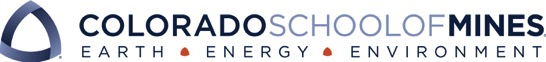 COLORADOSCHOOLOFMINES
EARTH ENERGY ENVIRONMENT